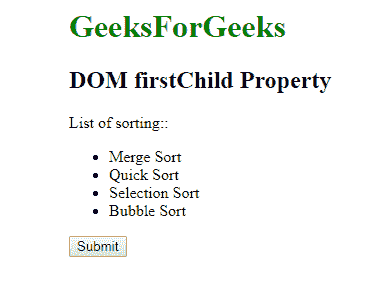 GeeksForGeeks
DOM firstChild Property
List of sorting::
Merge Sort
Quick Sort
Selection Sort
Bubble Sort
Submit